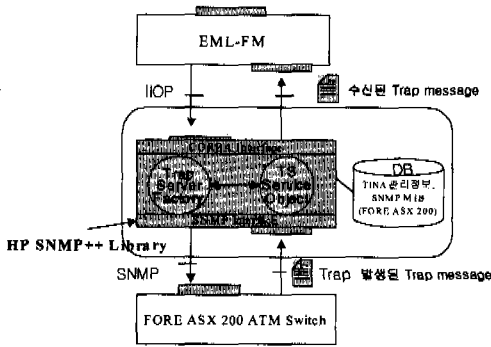 EML-FM
IIOP
수신된 Trap message
CORBA Interface
Trap
Server
Factory
TS
Service
Object
DB
TINA 관리정보,
SNMP MIB
(FORE ASX 200)
SNMP Interface
HP SNMP++ Library
SNMP
Trap 발생된 Trap message
FORE ASX 200 ATM Switch